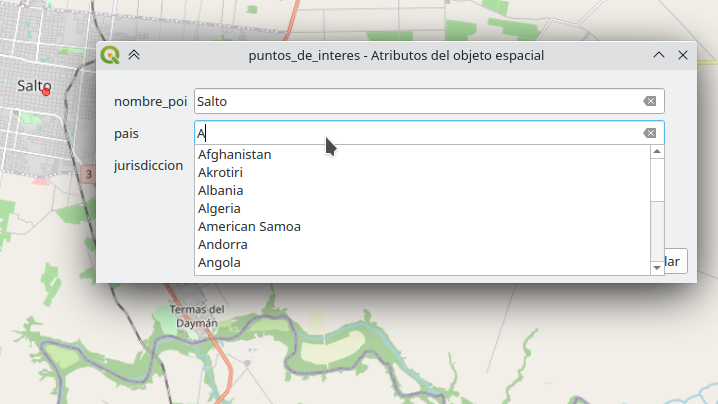 puntos_de_interes - Atributos del objeto espacial
Salto
nombre_poi Salto
pais A
jurisdiccion
Afghanistan
Akrotiri
Albania
Algeria
American Samoa
Andorra
Angola
3
lar
Termas del
Daymán